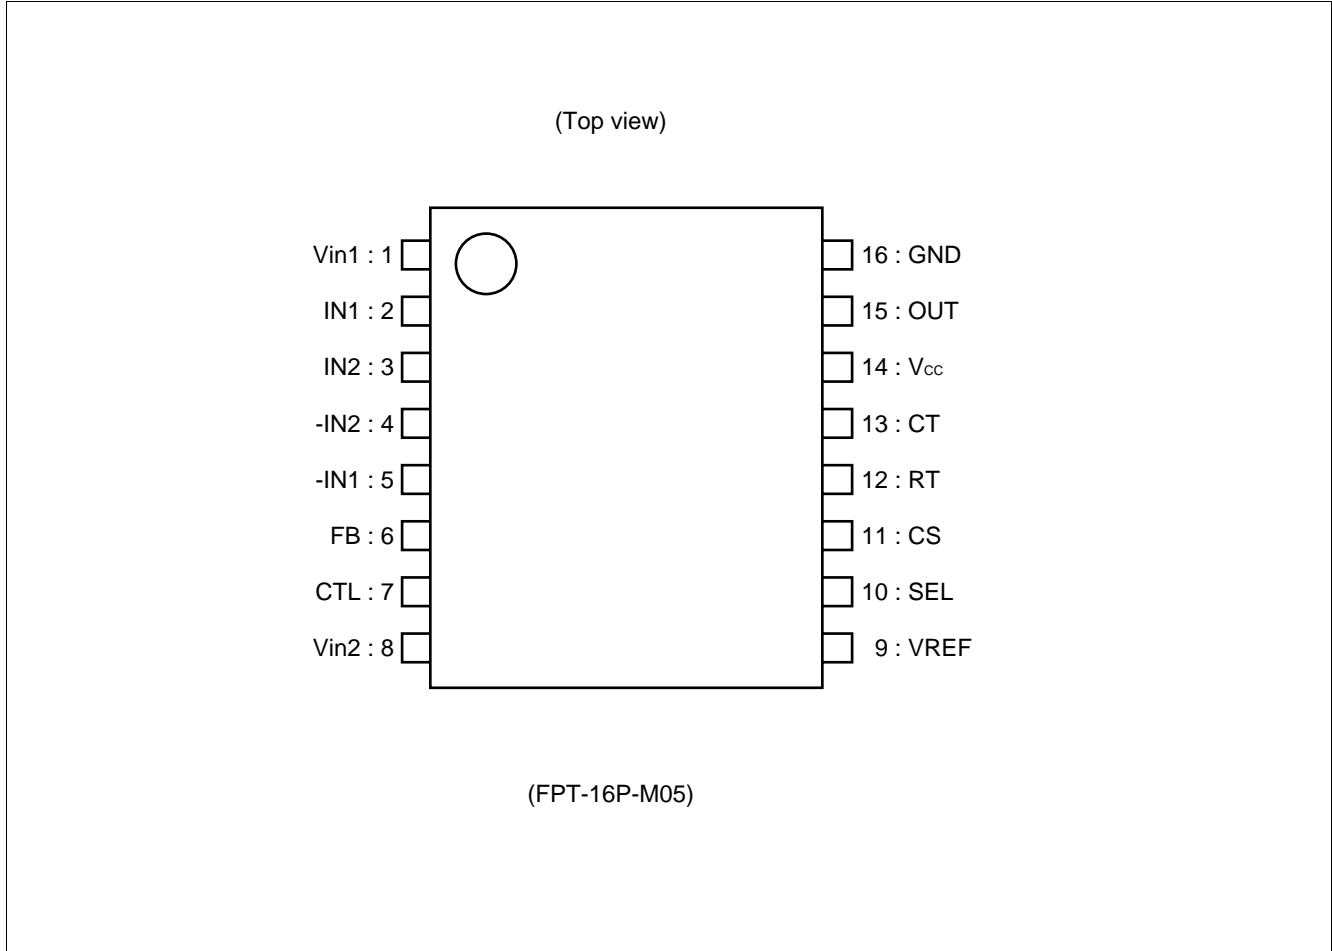 (Top view)
Vin1 : 1
IN1 : 2
IN2 : 3
-IN2 : 4
-IN1 : 5
FB : 6
CTL : 7
Vin2 : 8
16 : GND
15 : OUT
14 : VCC
13 : CT
12 : RT
11 : CS
10 : SEL
9 : VREF
(FPT-16P-M05)